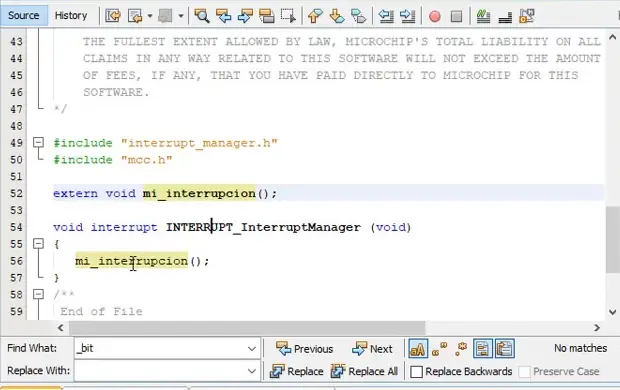 Source History
43 THE FULLEST EXTENT ALLOWED BY LAW, MICROCHIP'S TOTAL LIABILITY ON ALL
44 CLAIMS IN ANY WAY RELATED TO THIS SOFTWARE WILL NOT EXCEED THE AMOUNT
45 OF FEES, IF ANY, THAT YOU HAVE PAID DIRECTLY TO MICROCHIP FOR THIS
46 SOFTWARE.
47 */
48
49 #include "interrupt_manager.h"
50 #include "mcc.h"
51
52 extern void mi_interrupcion();
53
54 void interrupt INTERRUPT_InterruptManager (void)
55 {
56 mi_interrupcion();
57 }
58 /**
59 End of File
Find What: _bit Previous Next aA No matches
Replace With: Replace Replace All Replace Backwards Preserve Case